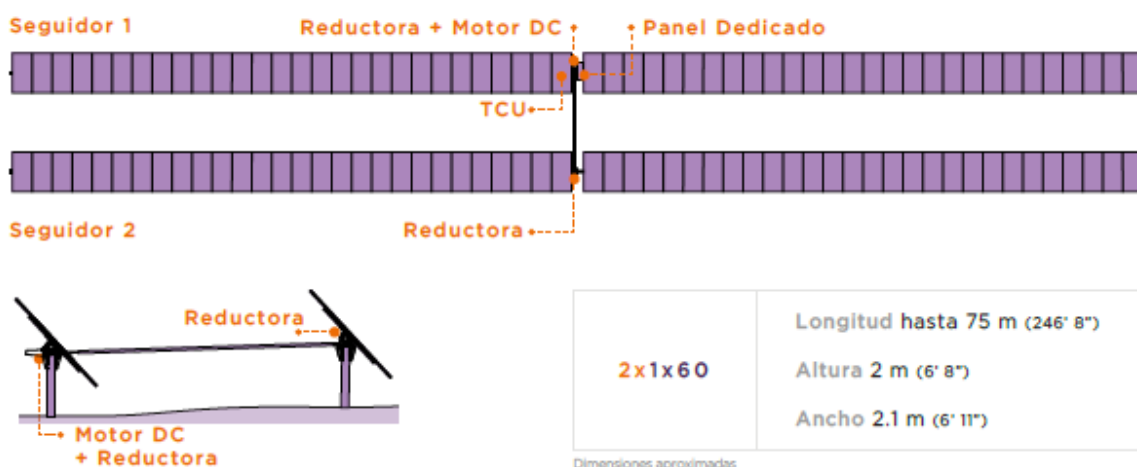 Seguidor 1
Reductora + Motor DC
Panel Dedicado
TCU
Seguidor 2
Reductora
Reductora
Motor DC
+ Reductora
2x1x60
Longitud hasta 75 m (246' 8")
Altura 2 m (6' 8")
Ancho 2.1 m (6' 11")
Dimensiones aproximadas